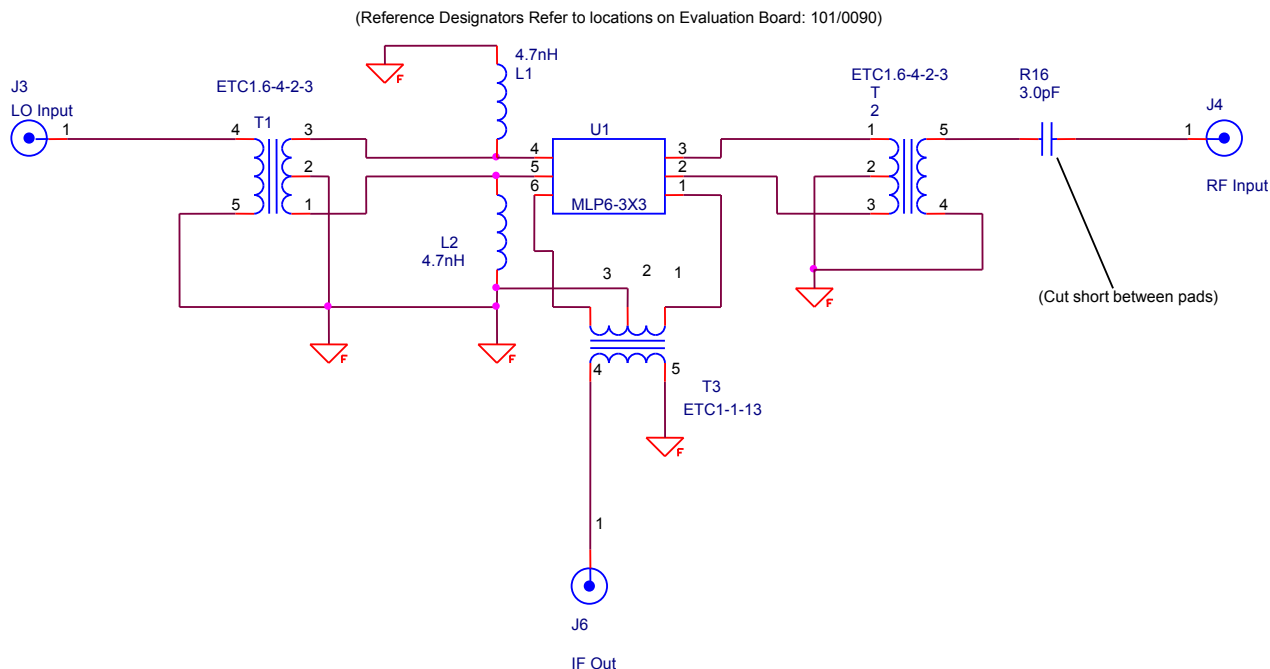 (Reference Designators Refer to locations on Evaluation Board: 101/0090)
4.7nH
L1
F
J3
LO Input
1
ETC1.6-4-2-3
T1
4
5
3
2
1
U1
4
5
6
3
2
1
MLP6-3X3
ETC1.6-4-2-3
T
2
1
2
3
5
4
R16
3.0pF
1
J4
RF Input
L2
4.7nH
(Cut short between pads)
F
F
F
3
2
1
4
5
T3
ETC1-1-13
F
1
J6
IF Out